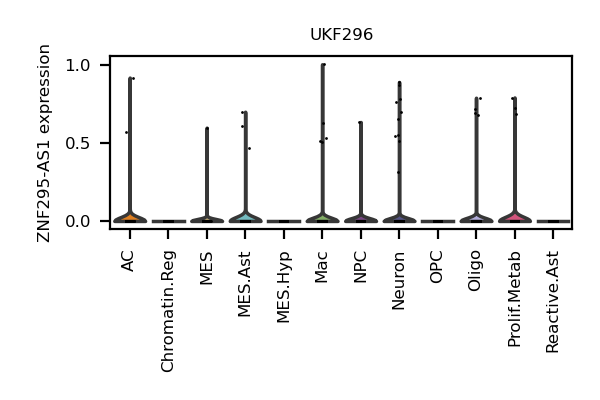 UKF296
ZNF295-AS1 expression
1.0
0.5
0.0
AC
Chromatin.Reg
MES
MES.Ast
MES.Hyp
Mac
NPC
Neuron
OPC
Oligo
Prolif.Metab
Reactive.Ast